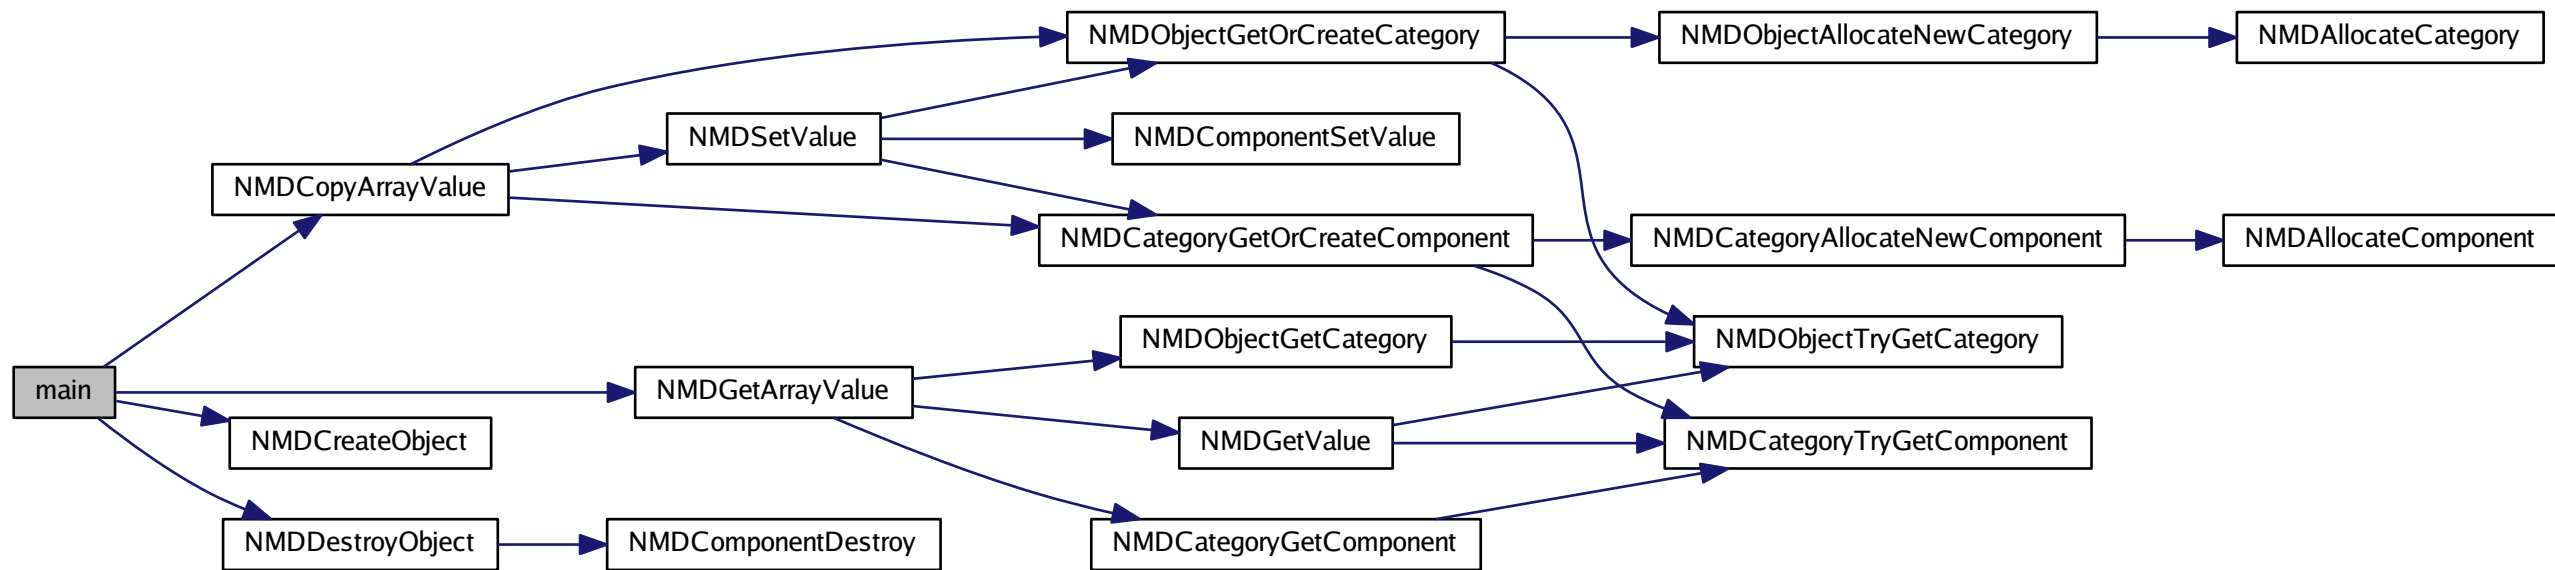 NMDObjectGetOrCreateCategory
NMDObjectAllocateNewCategory
NMDAllocateCategory
NMDSetValue
NMDComponentSetValue
NMDCopyArrayValue
NMDCategoryGetOrCreateComponent
NMDCategoryAllocateNewComponent
NMDAllocateComponent
NMDObjectGetCategory
NMDObjectTryGetCategory
main
NMDGetArrayValue
NMDCreateObject
NMDGetValue
NMDCategoryTryGetComponent
NMDDestroyObject
NMDComponentDestroy
NMDCategoryGetComponent